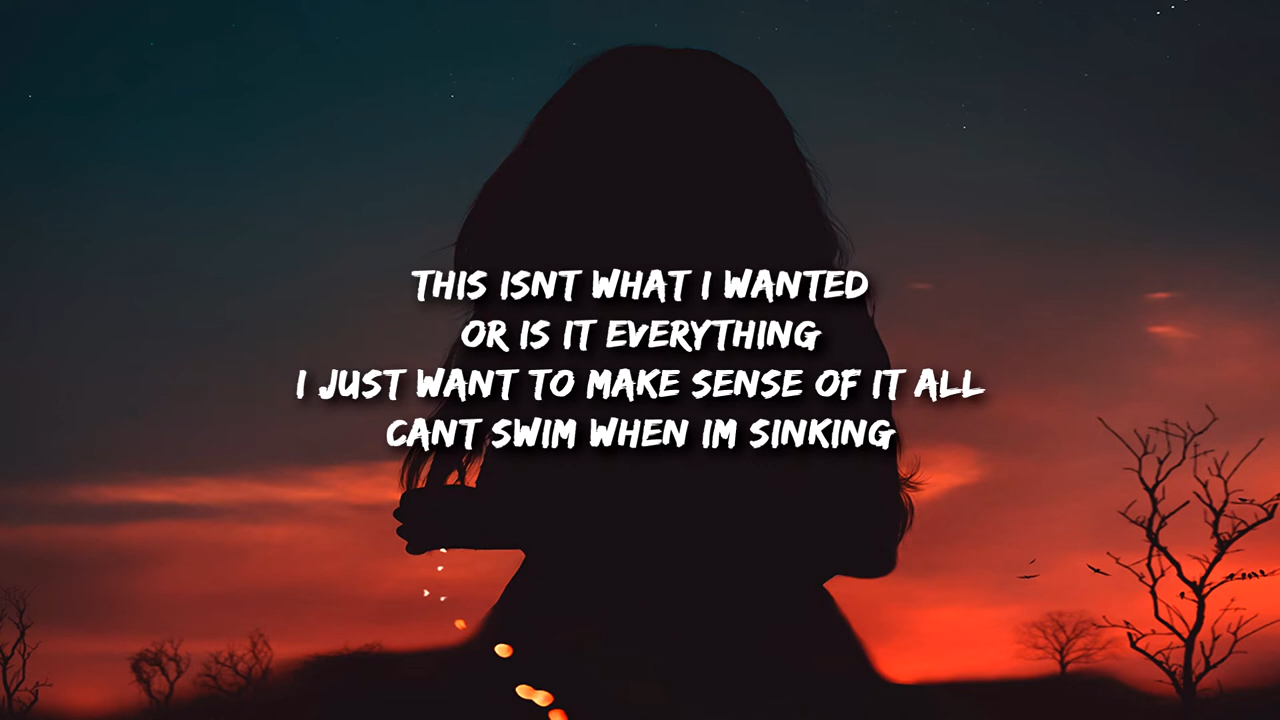 THIS ISNT WHAT I WANTED
OR IS IT EVERYTHING
I JUST WANT TO MAKE SENSE OF IT ALL
CANT SWIM WHEN IM SINKING